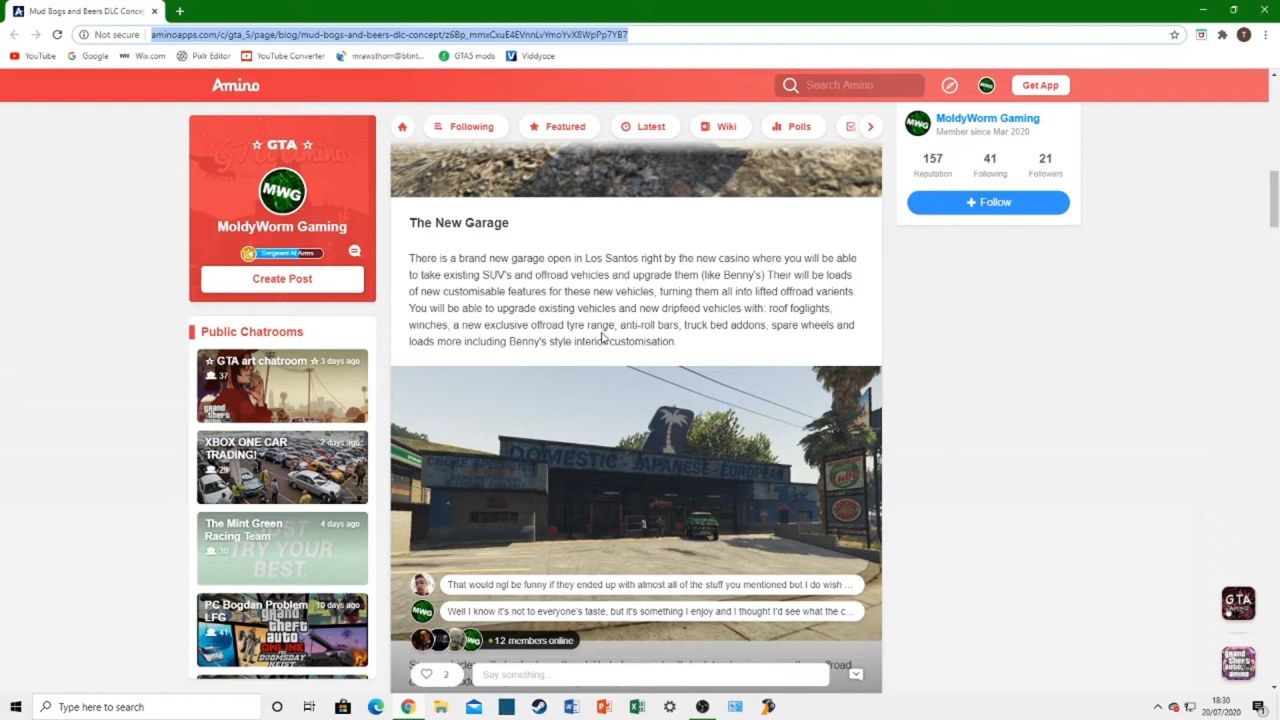 Mud Bogs and Beers DLC Conce
Not secure
aminoapps.com/c/gta_5/page/blog/mud-bogs-and-beers-dlc-concept/z6Bp_mmxCxuE4EVnnLvYmoYvX8WpPp7YB7
YouTube
Google
Wix.com
Pixlr Editor
YouTube Converter
mrawsthorn@btint...
GTA5 mods
Viddyoze
Amino
Search Amino
Get App
Following
Featured
Latest
Wiki
Polls
☆ GTA ☆
MWG
MoldyWorm Gaming
Sergeant At Arms
Create Post
MoldyWorm Gaming
Member since Mar 2020
157
41
21
Reputation
Following
Followers
+ Follow
The New Garage
There is a brand new garage open in Los Santos right by the new casino where you will be able
to take existing SUV's and offroad vehicles and upgrade them (like Benny's) Their will be loads
of new customisable features for these new vehicles, turning them all into lifted offroad varients.
You will be able to upgrade existing vehicles and new dripfeed vehicles with: roof foglights,
winches, a new exclusive offroad tyre range, anti-roll bars, truck bed addons, spare wheels and
loads more including Benny's style interior customisation.
Public Chatrooms
☆ GTA art chatroom ☆
3 days ago
37
XBOX ONE CAR
TRADING!
2 days ago
29
The Mint Green
Racing Team
4 days ago
30
JUST
TRY YOUR
BEST.
PC Bogdan Problem
LFG
10 days ago
41
DOMESTIC - JAPANESE - EUROPEAN
That would ngl be funny if they ended up with almost all of the stuff you mentioned but I do wish ...
MWG
Well I know it's not to everyone's taste, but it's something I enjoy and I thought I'd see what the c...
12 members online
2
Say something...
GTA
Type here to search
18:30
20/07/2020